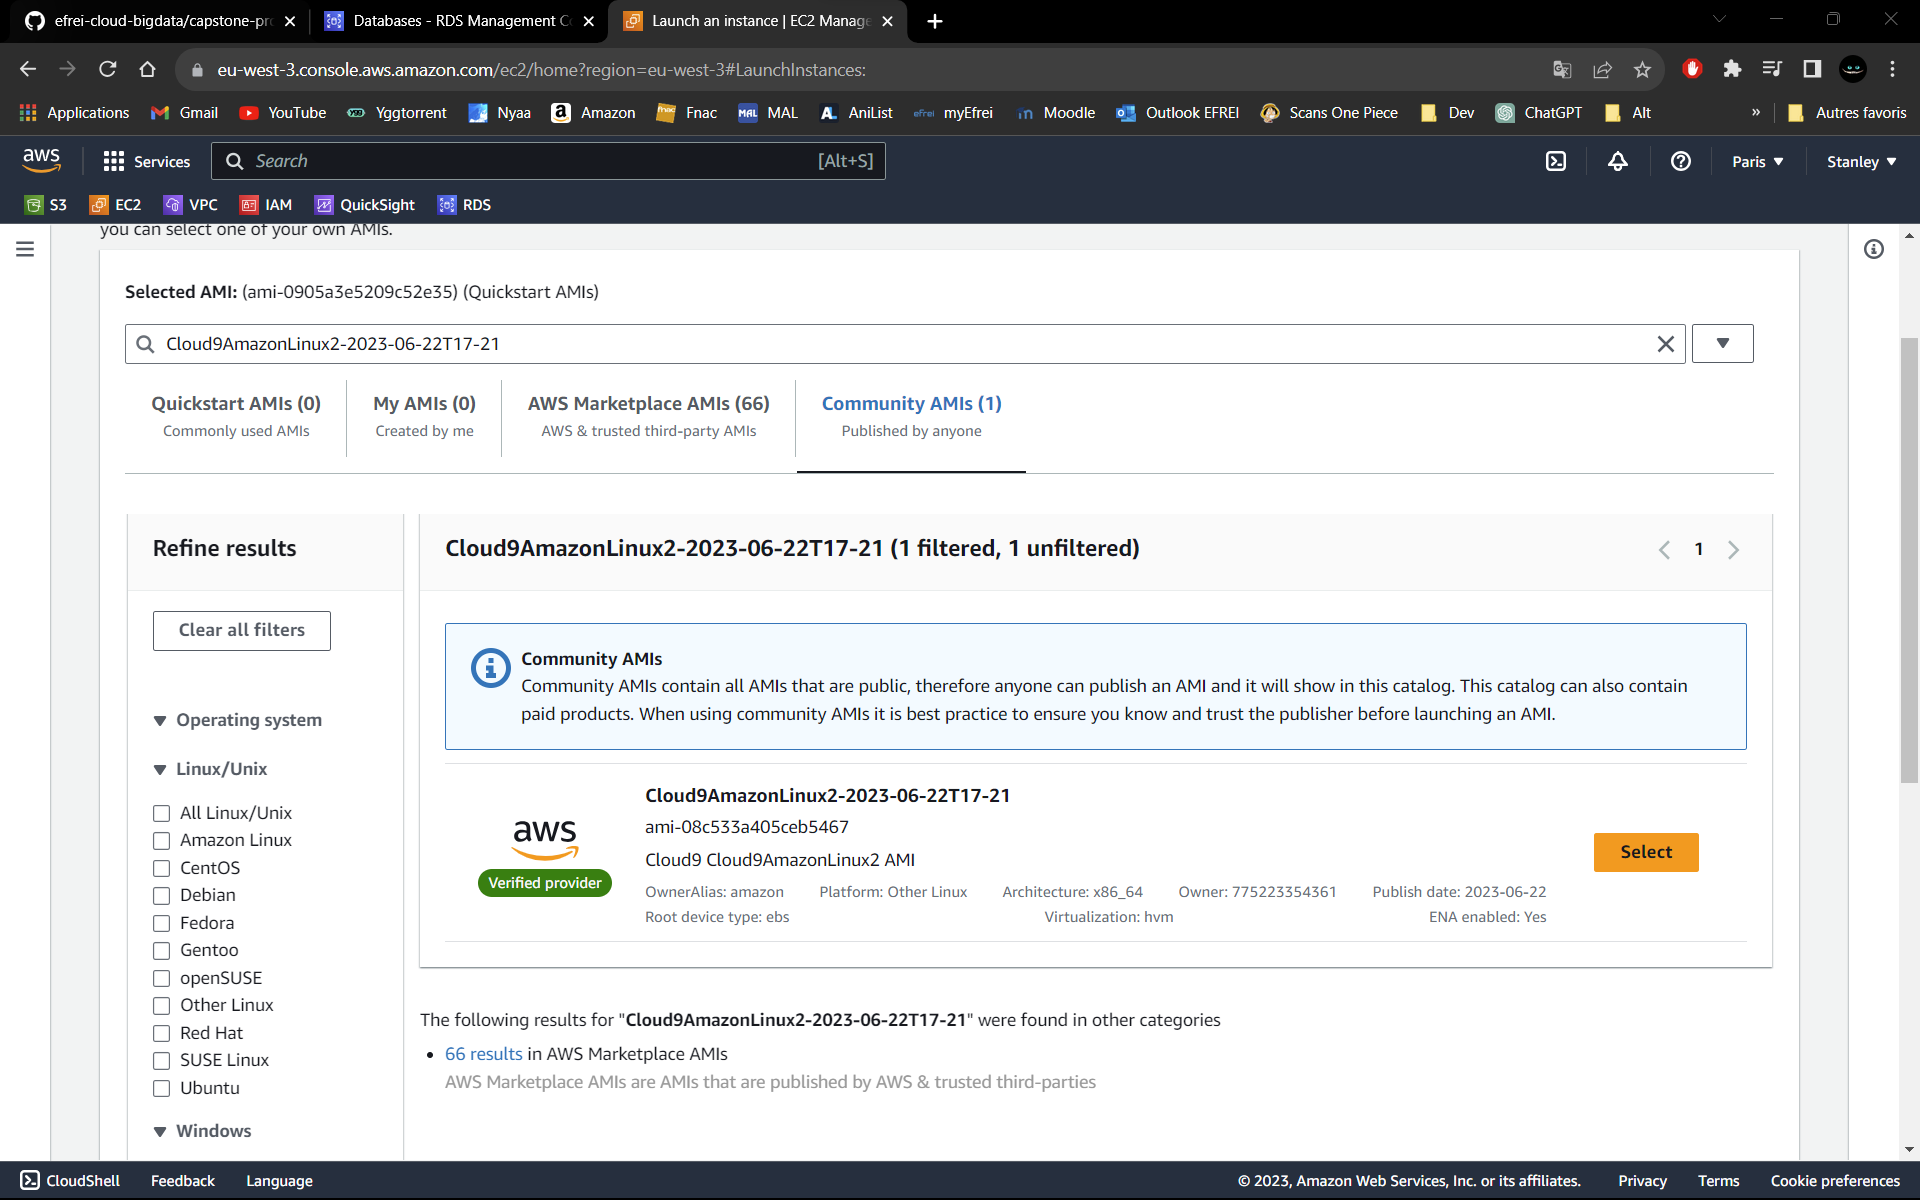 efrei-cloud-bigdata/capstone-pro
Databases - RDS Management C
Launch an instance | EC2 Manage
eu-west-3.console.aws.amazon.com/ec2/home?region=eu-west-3#LaunchInstances:
Applications
Gmail
YouTube
Yggtorrent
Nyaa
Amazon
Fnac
MAL
AniList
myEfrei
Moodle
Outlook EFREI
Scans One Piece
Dev
ChatGPT
Alt
»
Autres favoris
aws
Services
Search
[Alt+S]
Paris
Stanley
S3
EC2
VPC
IAM
QuickSight
RDS
you can select one of your own AMIs.
Selected AMI: (ami-0905a3e5209c52e35) (Quickstart AMIs)
Cloud9AmazonLinux2-2023-06-22T17-21
Quickstart AMIs (0)
Commonly used AMIs
My AMIs (0)
Created by me
AWS Marketplace AMIs (66)
AWS & trusted third-party AMIs
Community AMIs (1)
Published by anyone
Refine results
Clear all filters
Operating system
Linux/Unix
All Linux/Unix
Amazon Linux
CentOS
Debian
Fedora
Gentoo
openSUSE
Other Linux
Red Hat
SUSE Linux
Ubuntu
Windows
Cloud9AmazonLinux2-2023-06-22T17-21 (1 filtered, 1 unfiltered)
1
Community AMIs
Community AMIs contain all AMIs that are public, therefore anyone can publish an AMI and it will show in this catalog. This catalog can also contain
paid products. When using community AMIs it is best practice to ensure you know and trust the publisher before launching an AMI.
aws
Verified provider
Cloud9AmazonLinux2-2023-06-22T17-21
ami-08c533a405ceb5467
Cloud9 Cloud9AmazonLinux2 AMI
OwnerAlias: amazon Platform: Other Linux Architecture: x86_64 Owner: 775223354361 Publish date: 2023-06-22
Root device type: ebs Virtualization: hvm ENA enabled: Yes
Select
The following results for "Cloud9AmazonLinux2-2023-06-22T17-21" were found in other categories
• 66 results in AWS Marketplace AMIs
AWS Marketplace AMIs are AMIs that are published by AWS & trusted third-parties
CloudShell
Feedback
Language
© 2023, Amazon Web Services, Inc. or its affiliates.
Privacy
Terms
Cookie preferences